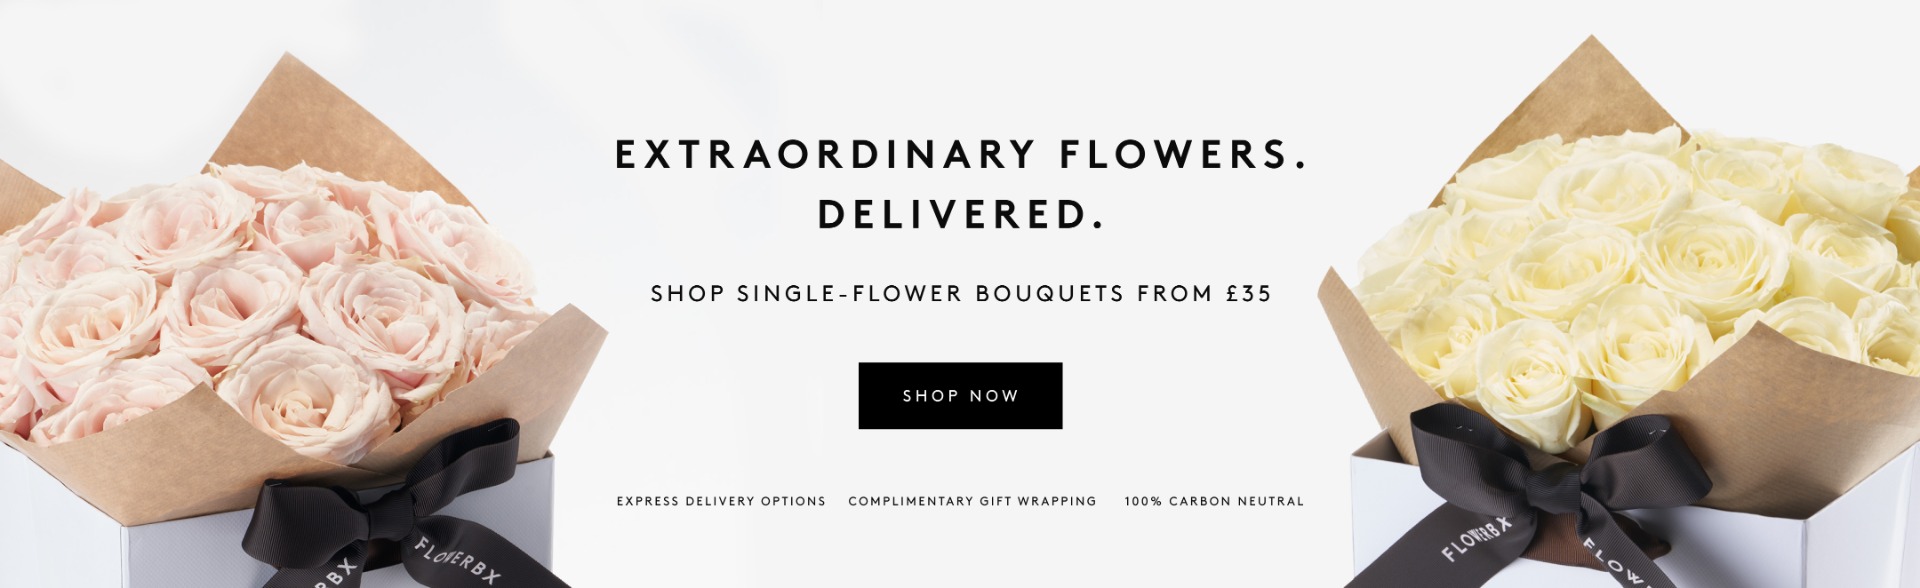 EXTRAORDINARY FLOWERS.
DELIVERED.
SHOP SINGLE-FLOWER BOUQUETS FROM £35
SHOP NOW
EXPRESS DELIVERY OPTIONS COMPLIMENTARY GIFT WRAPPING 100% CARBON NEUTRAL
RBX FLOWERBX
FLOWERBX FLOW